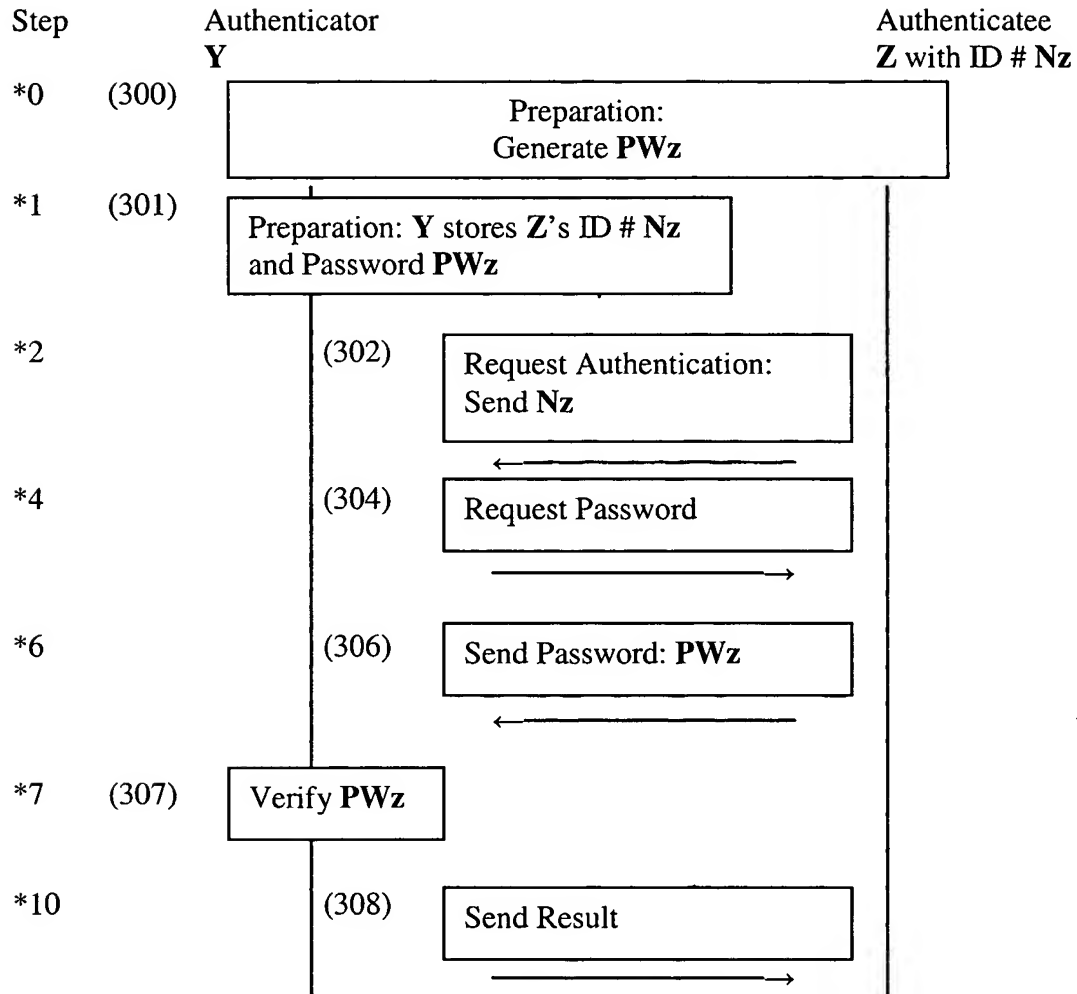 Step Authenticator Authenticatee
Y Z with ID # Nz
*0 (300) Preparation:
Generate PWz
*1 (301) Preparation: Y stores Z's ID # Nz
and Password PWz
*2 (302) Request Authentication:
Send Nz
←
*4 (304) Request Password
→
*6 (306) Send Password: PWz
←
*7 (307) Verify PWz
*10 (308) Send Result
→